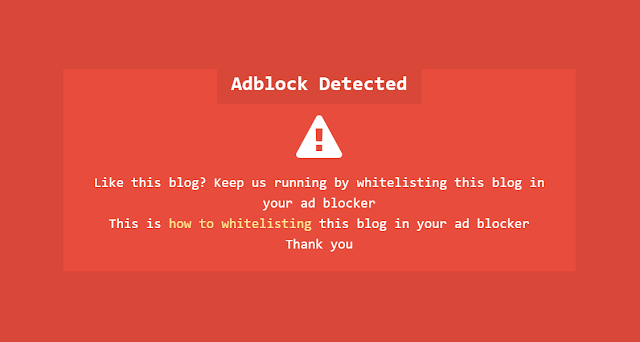 Adblock Detected
Like this blog? Keep us running by whitelisting this blog in
your ad blocker
This is how to whitelisting this blog in your ad blocker
Thank you